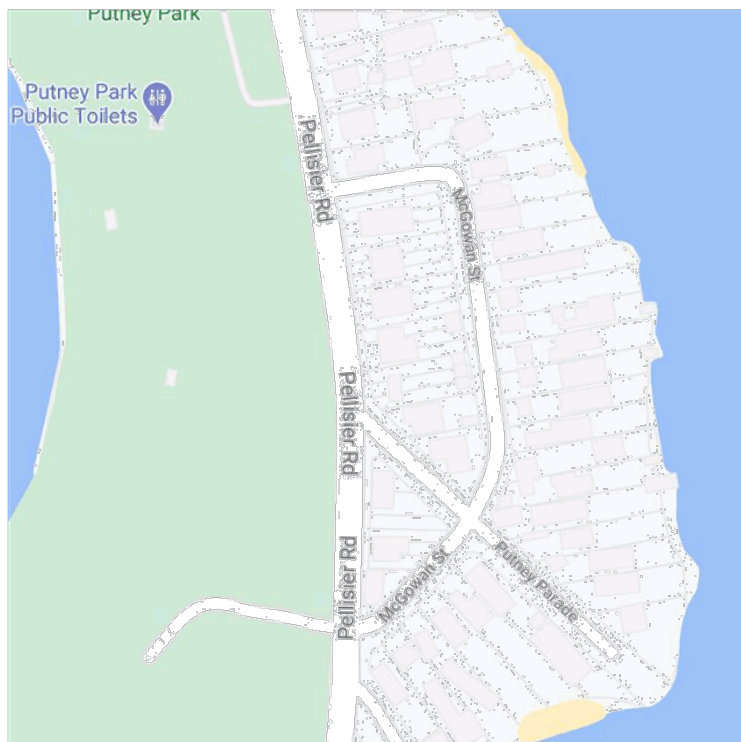 Putney Park
Putney Park
Public Toilets
Pellisier Rd
McGowan St
Pellisier Rd
Pellisier Rd
McGowan St
Putney Parade